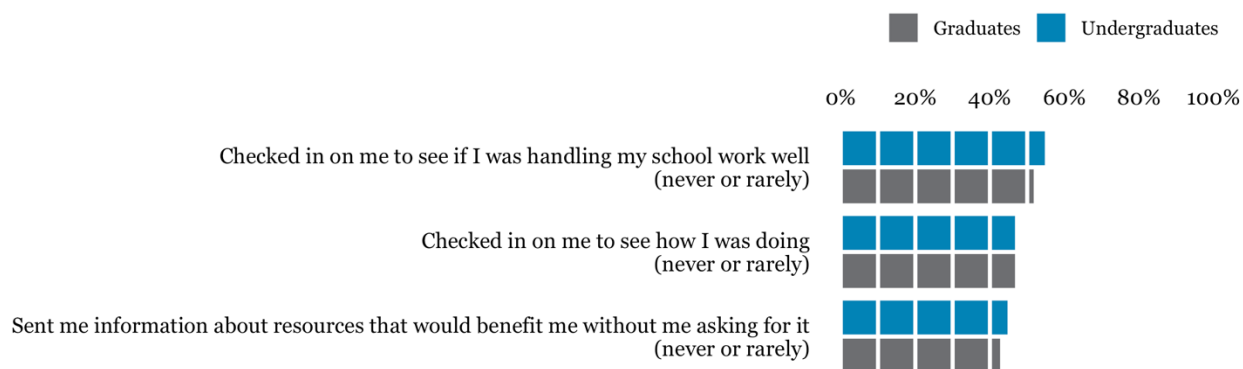 Graduates Undergraduates
0% 20% 40% 60% 80% 100%
Checked in on me to see if I was handling my school work well
(never or rarely)
Checked in on me to see how I was doing
(never or rarely)
Sent me information about resources that would benefit me without me asking for it
(never or rarely)